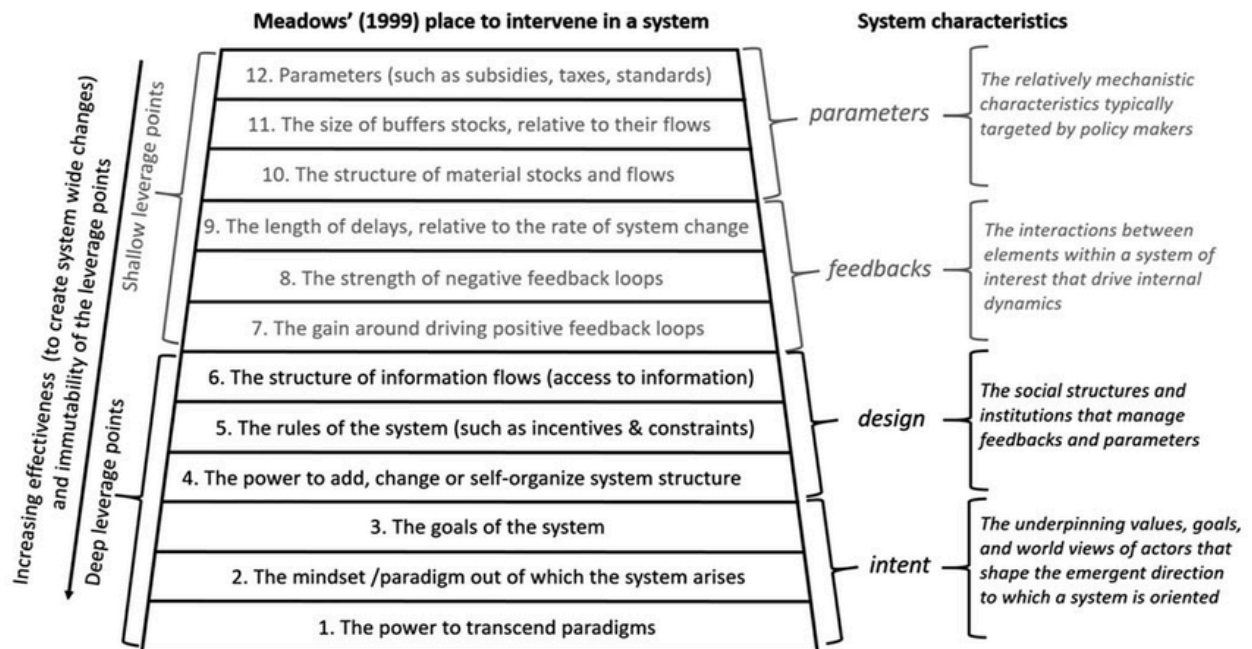 Meadows' (1999) place to intervene in a system
System characteristics
Increasing effectiveness (to create system wide changes)
and immutability of the leverage points
Shallow leverage points
Deep leverage points
12. Parameters (such as subsidies, taxes, standards)
11. The size of buffers stocks, relative to their flows
10. The structure of material stocks and flows
9. The length of delays, relative to the rate of system change
8. The strength of negative feedback loops
7. The gain around driving positive feedback loops
6. The structure of information flows (access to information)
5. The rules of the system (such as incentives & constraints)
4. The power to add, change or self-organize system structure
3. The goals of the system
2. The mindset /paradigm out of which the system arises
1. The power to transcend paradigms
parameters
The relatively mechanistic
characteristics typically
targeted by policy makers
feedbacks
The interactions between
elements within a system of
interest that drive internal
dynamics
design
The social structures and
institutions that manage
feedbacks and parameters
intent
The underpinning values, goals,
and world views of actors that
shape the emergent direction
to which a system is oriented